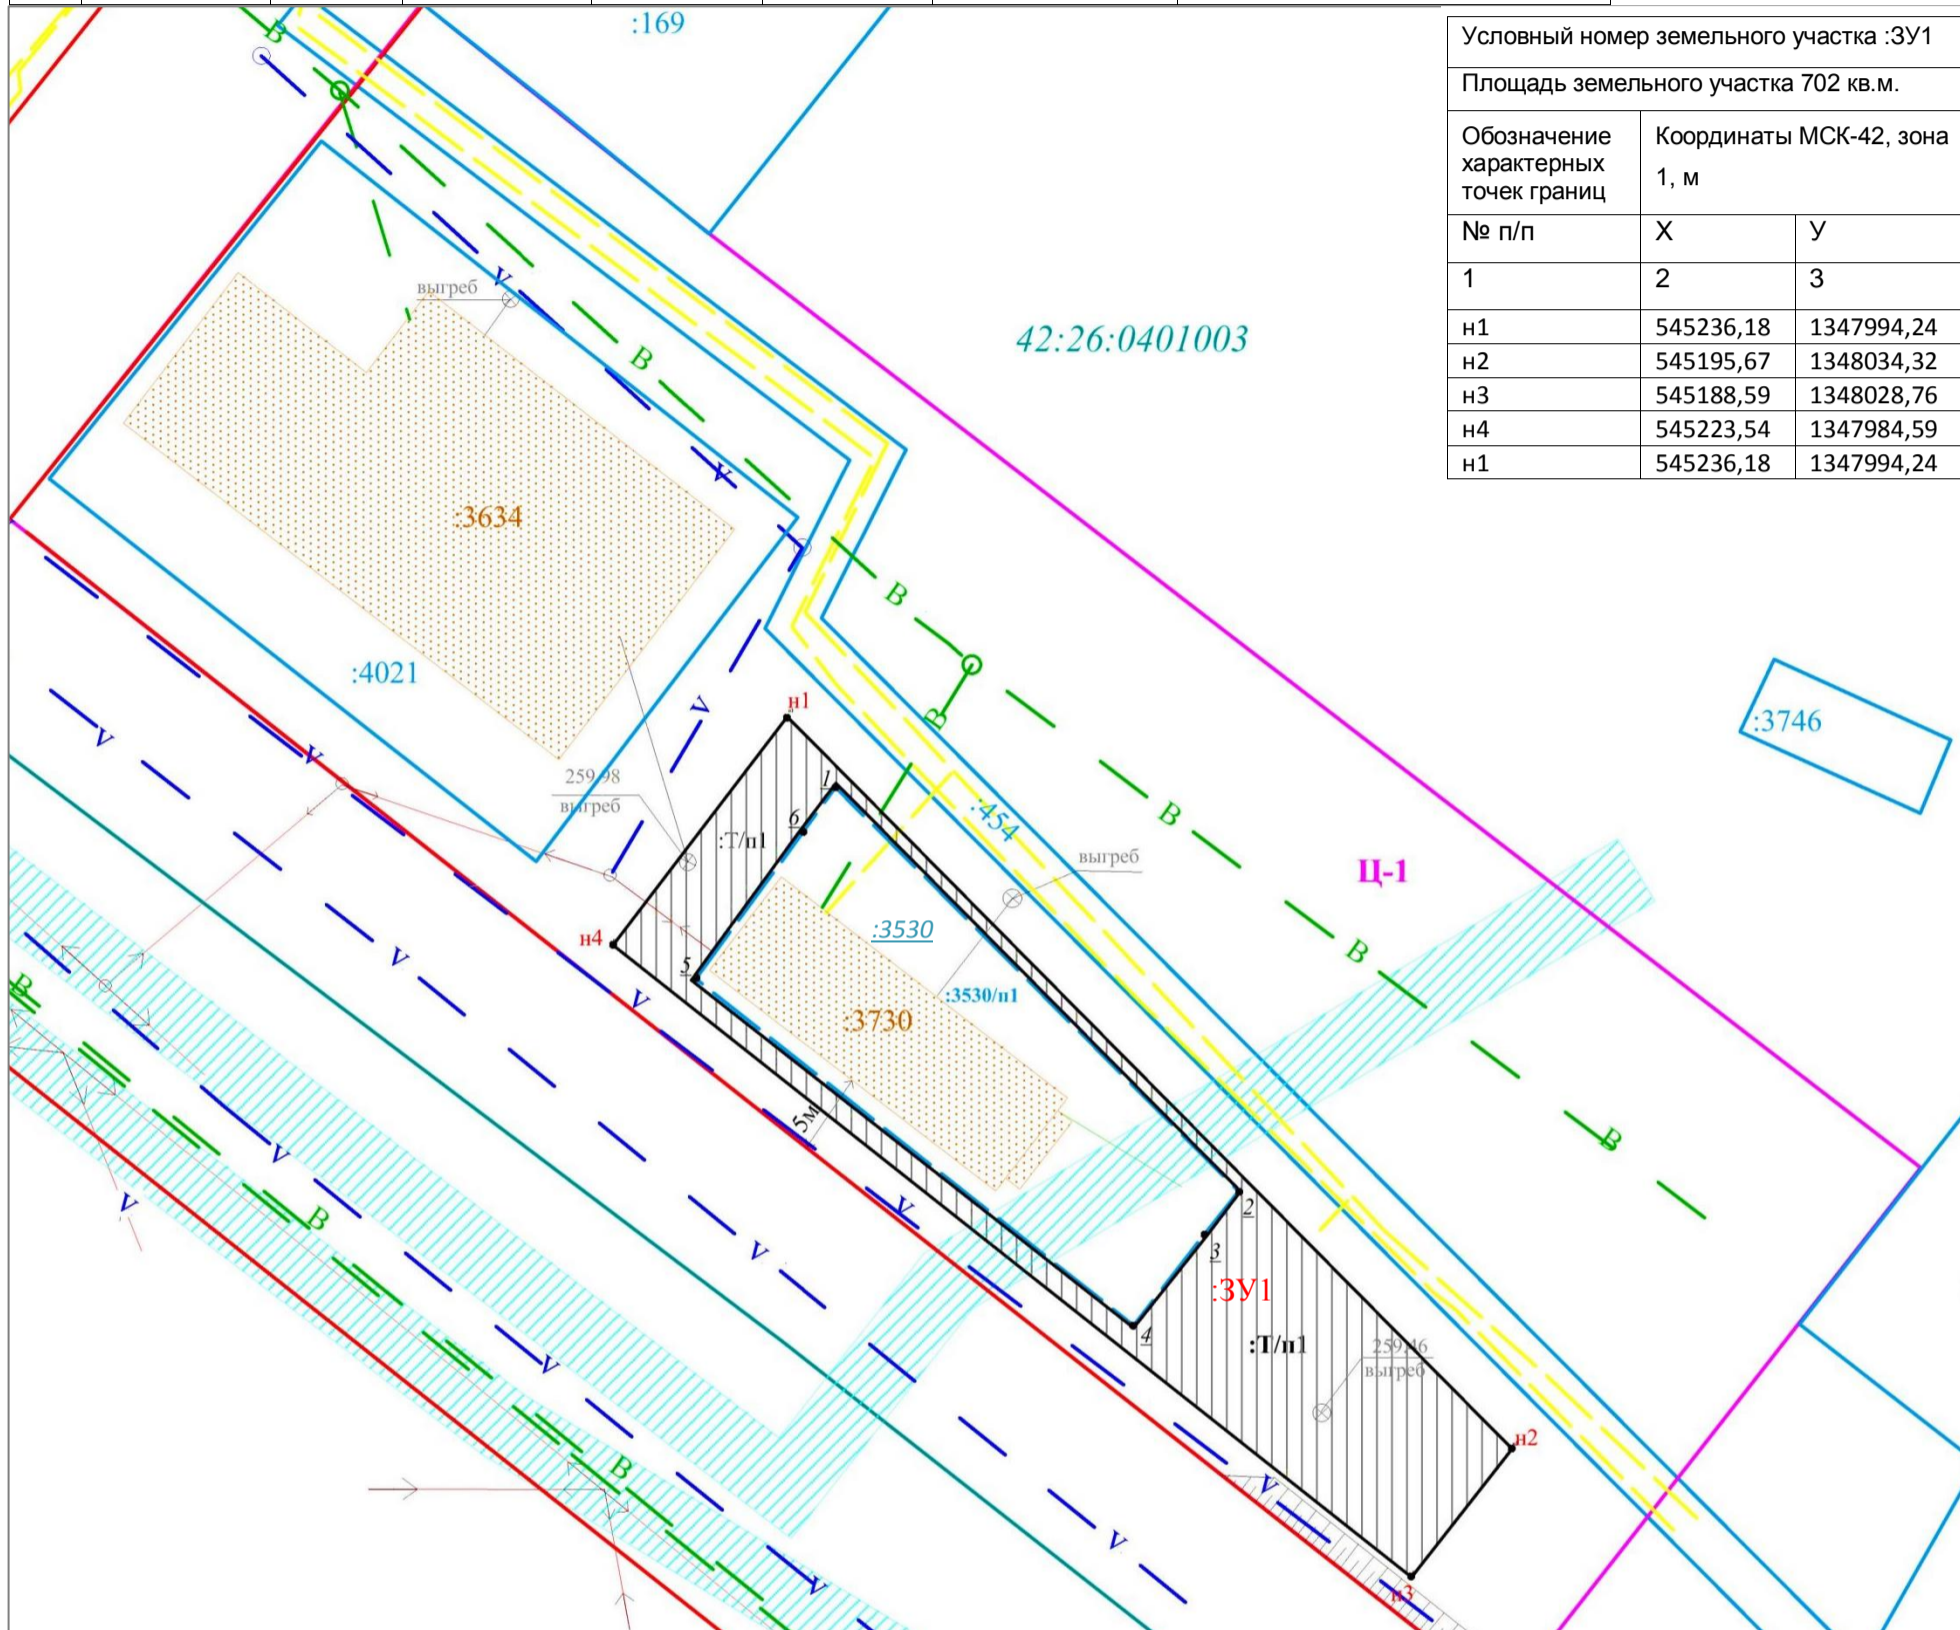 Условный номер земельного участка :ЗУ1
Площадь земельного участка 702 кв.м.
Обозначение
характерных
точек границ
Координаты МСК-42, зона
1, м
№ п/п
Х
У
1
2
3
н1 545236,18 1347994,24
н2 545195,67 1348034,32
н3 545188,59 1348028,76
н4 545223,54 1347984,59
н1 545236,18 1347994,24
:169
В
V
выгреб
В
42:26:0401003
V
:3634
В
:4021
V
В
н1
:3746
V
V
259,98
выгреб
1
6
:Т/п1
:454
В
выгреб
Ц-1
н4
:3530
В
5
V
V
:3530/п1
В
:3730
5м
В
V
2
V
V
В
3
V
:ЗУ1
4
:Т/п1
259,46
выгреб
V
н2
В
V
V
V
н3